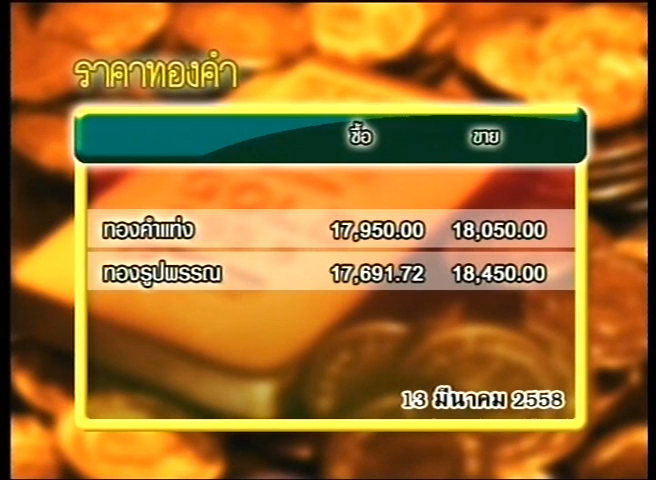 ราคาทองคำ
ซื้อ ขาย
ทองคำแท่ง 17,950.00 18,050.00
ทองรูปพรรณ 17,691.72 18,450.00
13 มีนาคม 2558